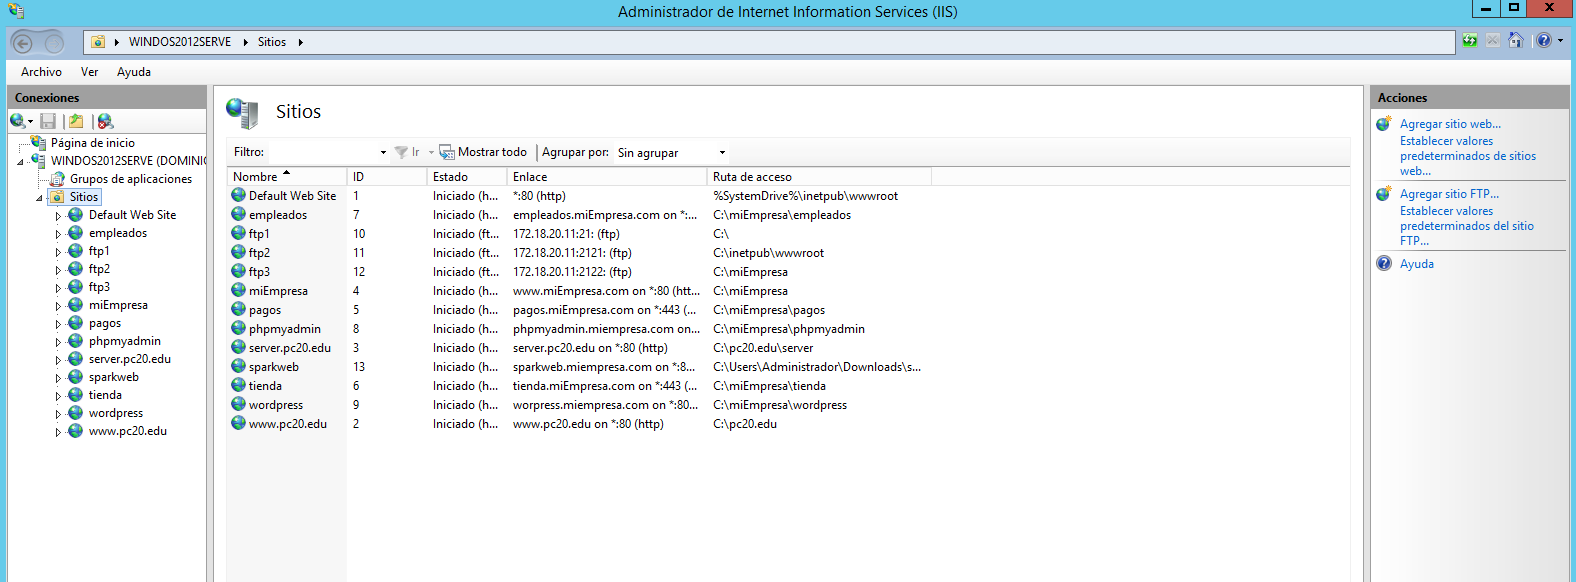 Administrador de Internet Information Services (IIS)
WINDOS2012SERVE Sitios
Archivo Ver Ayuda
Conexiones
Página de inicio
WINDOS2012SERVE (DOMINIC
Grupos de aplicaciones
Sitios
Default Web Site
empleados
ftp1
ftp2
ftp3
miEmpresa
pagos
phpmyadmin
server.pc20.edu
sparkweb
tienda
wordpress
www.pc20.edu
Sitios
Filtro: Ir Mostrar todo Agrupar por: Sin agrupar
Nombre ID Estado Enlace Ruta de acceso
Default Web Site 1 Iniciado (h... *:80 (http) %SystemDrive%\inetpub\wwwroot
empleados 7 Iniciado (h... empleados.miEmpresa.com on *:... C:\miEmpresa\empleados
ftp1 10 Iniciado (ft... 172.18.20.11:21: (ftp) C:\
ftp2 11 Iniciado (ft... 172.18.20.11:2121: (ftp) C:\inetpub\wwwroot
ftp3 12 Iniciado (ft... 172.18.20.11:2122: (ftp) C:\miEmpresa
miEmpresa 4 Iniciado (h... www.miEmpresa.com on *:80 (htt... C:\miEmpresa
pagos 5 Iniciado (h... pagos.miEmpresa.com on *:443 (... C:\miEmpresa\pagos
phpmyadmin 8 Iniciado (h... phpmyadmin.miempresa.com on... C:\miEmpresa\phpmyadmin
server.pc20.edu 3 Iniciado (h... server.pc20.edu on *:80 (http) C:\pc20.edu\server
sparkweb 13 Iniciado (h... sparkweb.miempresa.com on *:8... C:\Users\Administrador\Downloads\s...
tienda 6 Iniciado (h... tienda.miEmpresa.com on *:443 (... C:\miEmpresa\tienda
wordpress 9 Iniciado (h... worpress.miempresa.com on *:80... C:\miEmpresa\wordpress
www.pc20.edu 2 Iniciado (h... www.pc20.edu on *:80 (http) C:\pc20.edu
Acciones
Agregar sitio web...
Establecer valores
predeterminados de sitios
web...
Agregar sitio FTP...
Establecer valores
predeterminados del sitio
FTP...
Ayuda